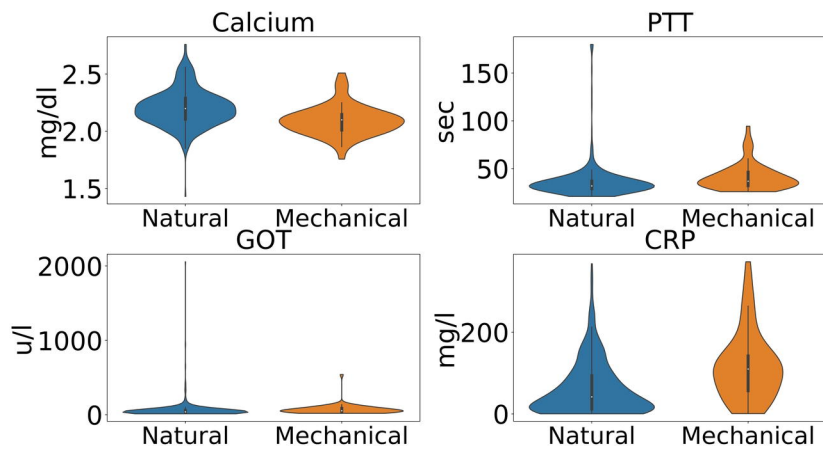 Calcium
mg/dl
2.5
2.0
1.5
Natural Mechanical
PTT
sec
150
100
50
Natural Mechanical
GOT
u/l
2000
1000
0
Natural Mechanical
CRP
mg/l
200
0
Natural Mechanical